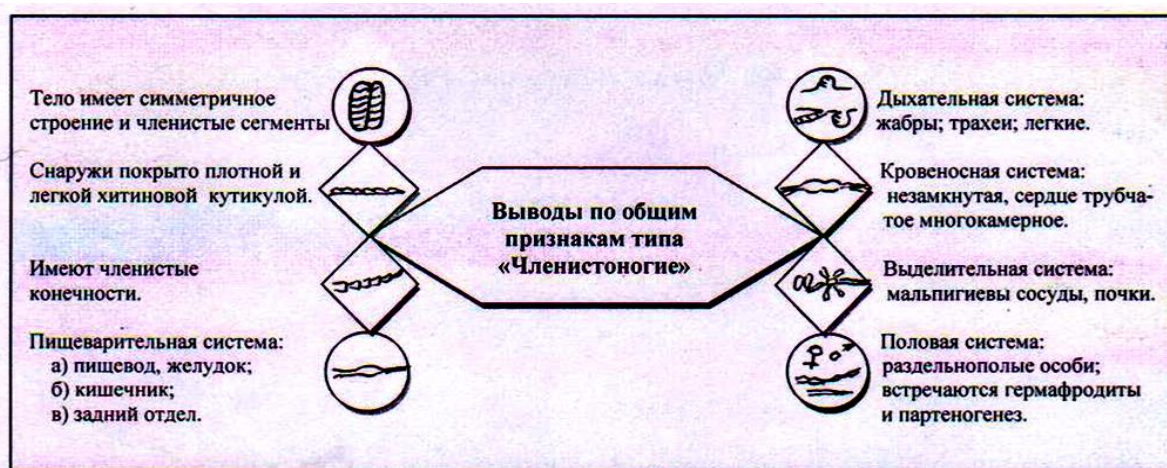 Тело имеет симметричное
строение и членистые сегменты
Снаружи покрыто плотной и
легкой хитиновой кутикулой.
Имеют членистые
конечности.
Пищеварительная система:
а) пищевод, желудок;
б) кишечник;
в) задний отдел.
Выводы по общим
признакам типа
«Членистоногие»
Дыхательная система:
жабры; трахеи; легкие.
Кровеносная система:
незамкнутая, сердце трубча-
тое многокамерное.
Выделительная система:
мальпигиевы сосуды, почки.
Половая система:
раздельнополые особи;
встречаются гермафродиты
и партеногенез.